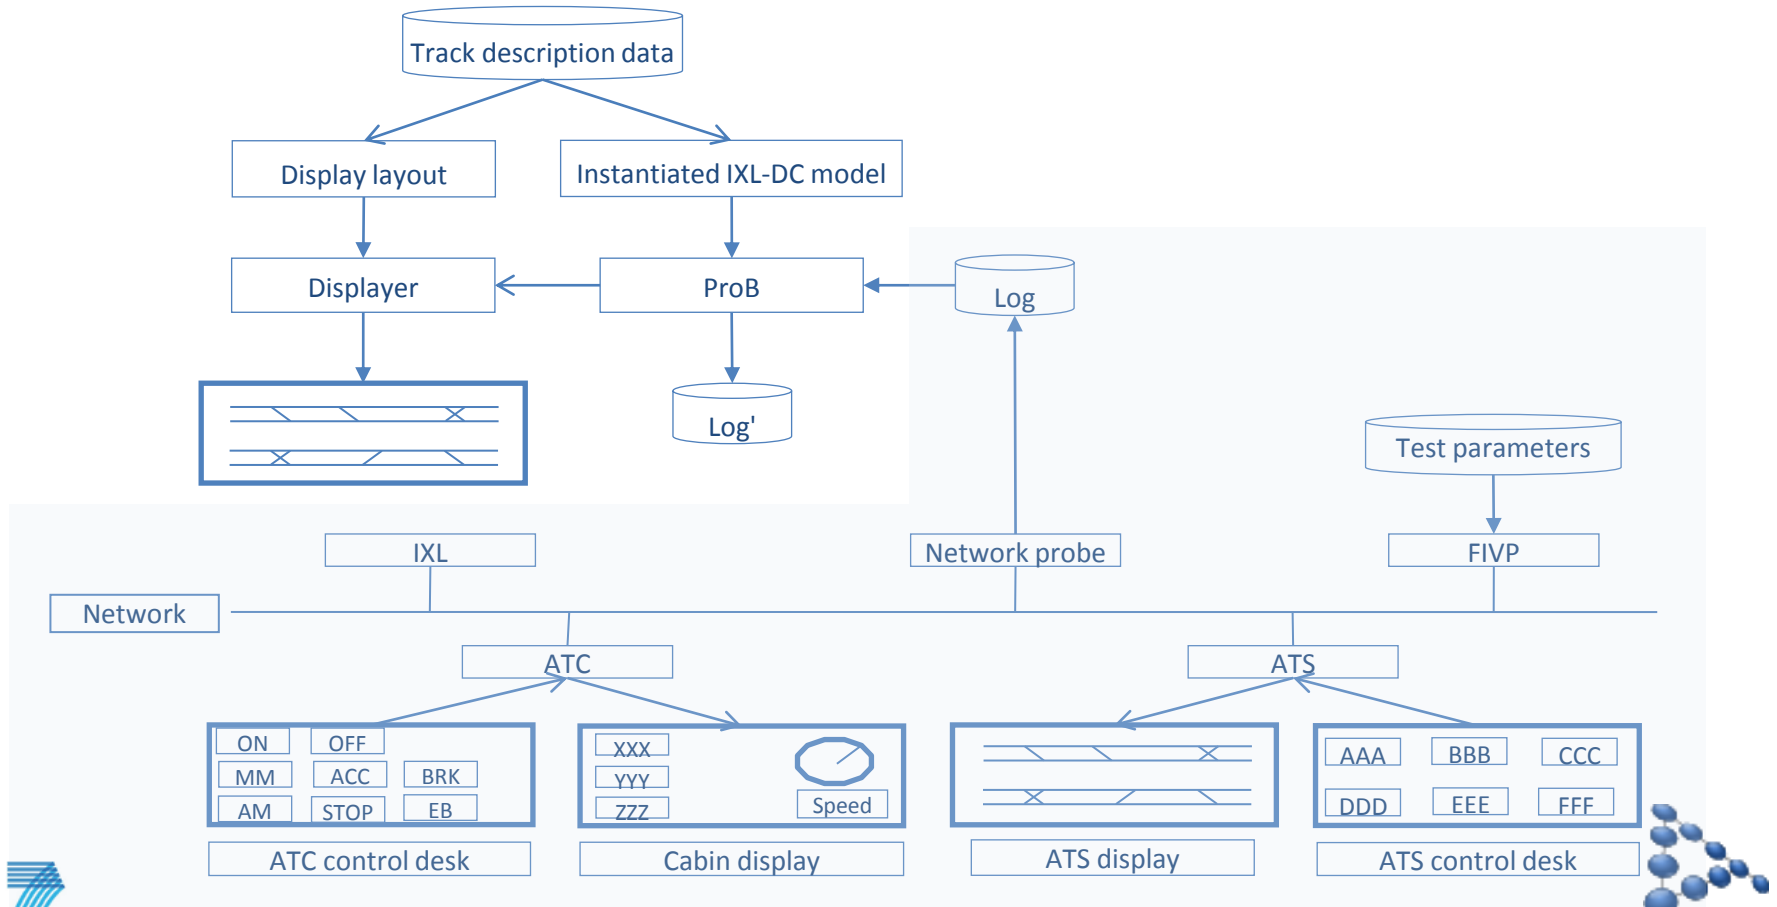 Track description data
Display layout
Instantiated IXL-DC model
Displayer
ProB
Log
Log'
Test parameters
IXL
Network probe
FIVP
Network
ATC
ATS
ON
OFF
MM
ACC
BRK
AM
STOP
EB
XXX
YYY
ZZZ
Speed
AAA
BBB
CCC
DDD
EEE
FFF
ATC control desk
Cabin display
ATS display
ATS control desk